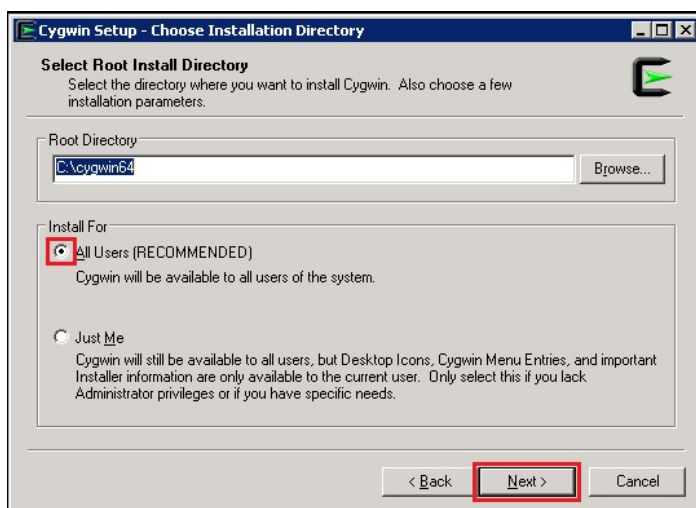 Cygwin Setup - Choose Installation Directory
Select Root Install Directory
Select the directory where you want to install Cygwin. Also choose a few
installation parameters.
Root Directory
C:\cygwin64
Browse...
Install For
All Users (RECOMMENDED)
Cygwin will be available to all users of the system.
Just Me
Cygwin will still be available to all users, but Desktop Icons, Cygwin Menu Entries, and important
Installer information are only available to the current user. Only select this if you lack
Administrator privileges or if you have specific needs.
< Back
Next >
Cancel